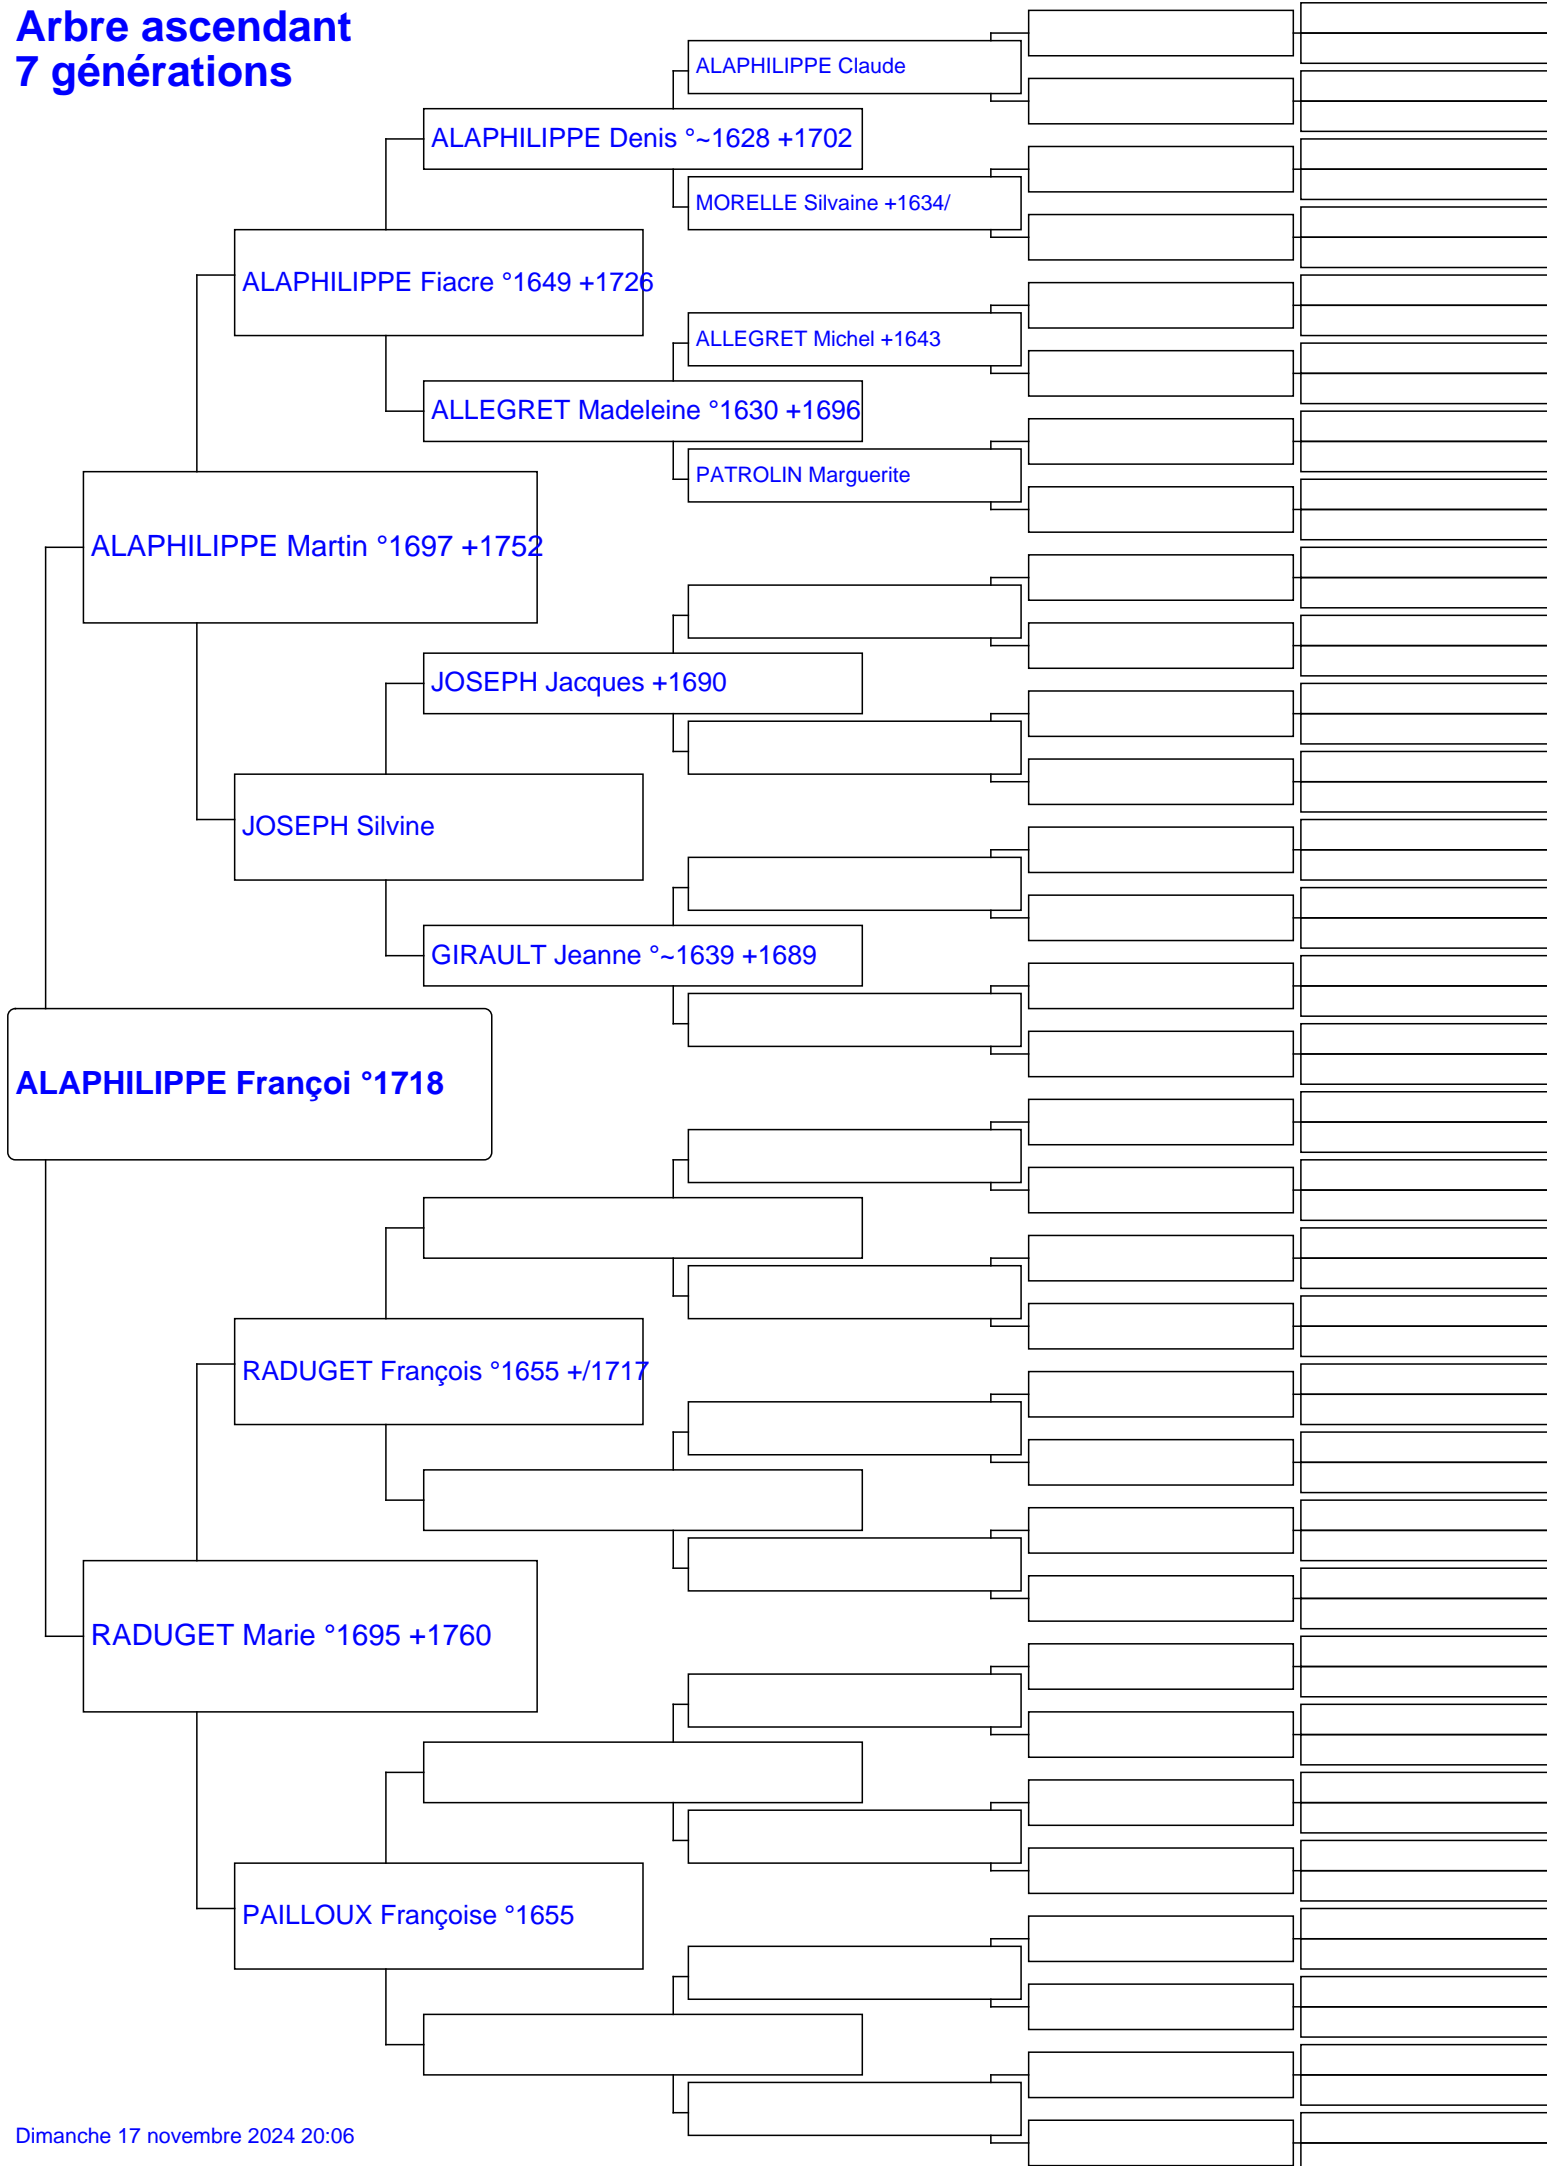 Arbre ascendant
7 générations
ALAPHILIPPE Claude
ALAPHILIPPE Denis °~1628 +1702
MORELLE Silvaine +1634/
ALAPHILIPPE Fiacre °1649 +1726
ALLEGRET Michel +1643
ALLEGRET Madeleine °1630 +1696
PATROLIN Marguerite
ALAPHILIPPE Martin °1697 +1752
JOSEPH Jacques +1690
JOSEPH Silvine
GIRAULT Jeanne °~1639 +1689
ALAPHILIPPE Françoi °1718
RADUGET François °1655 +/1717
RADUGET Marie °1695 +1760
PAILLOUX Françoise °1655
Dimanche 17 novembre 2024 20:06